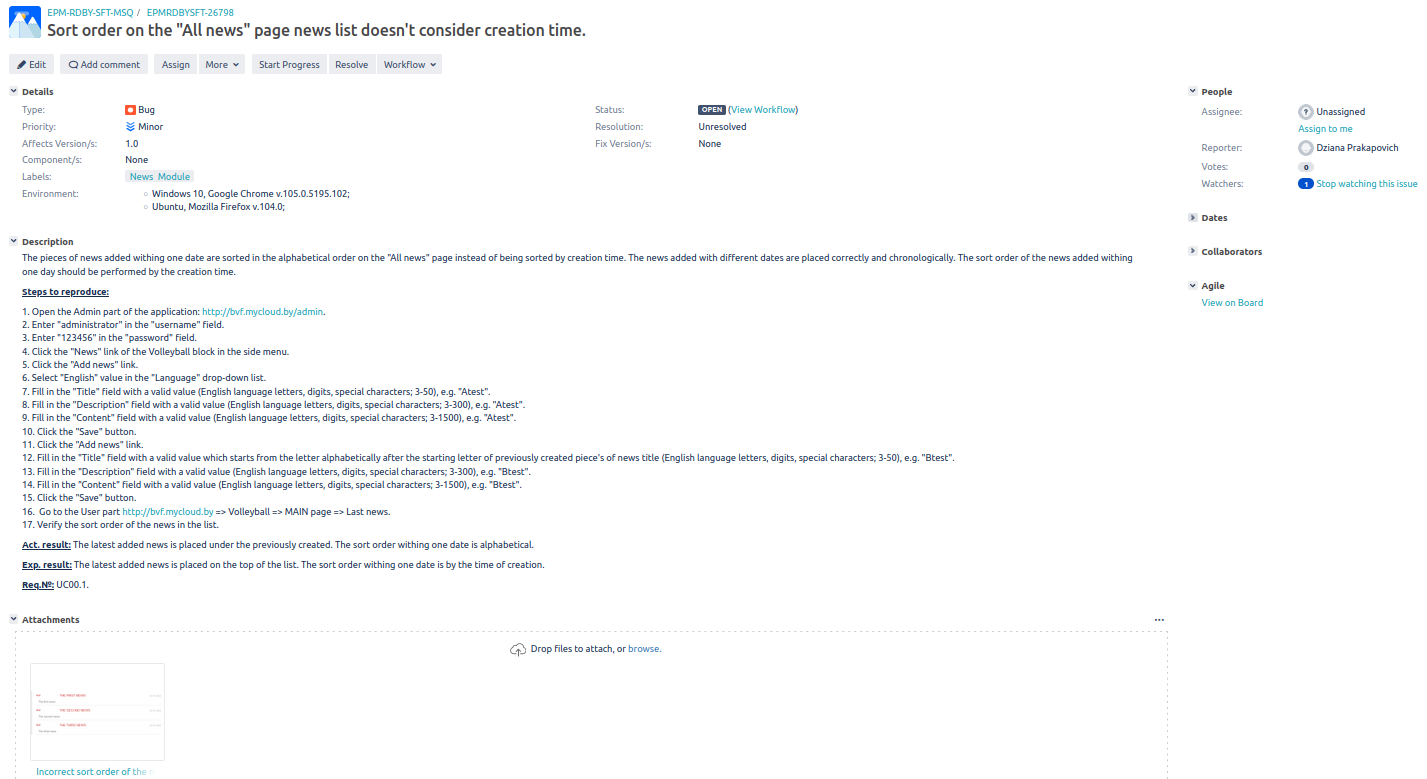 EPM-RDBY-SFT-MSQ / EPMRDBYSFT-26798
Sort order on the "All news" page news list doesn't consider creation time.
Edit Add comment Assign More Start Progress Resolve Workflow
Details
Type: Bug
Priority: Minor
Affects Version/s: 1.0
Component/s: None
Labels: News Module
Environment:
Windows 10, Google Chrome v.105.0.5195.102;
Ubuntu, Mozilla Firefox v.104.0;
Status: OPEN (View Workflow)
Resolution: Unresolved
Fix Version/s: None
People
Assignee: Unassigned
Assign to me
Reporter: Dziana Prakapovich
Votes: 0
Watchers: 1 Stop watching this issue
Dates
Collaborators
Agile
View on Board
Description
The pieces of news added withing one date are sorted in the alphabetical order on the "All news" page instead of being sorted by creation time. The news added with different dates are placed correctly and chronologically. The sort order of the news added withing
one day should be performed by the creation time.
Steps to reproduce:
1. Open the Admin part of the application: http://bvf.mycloud.by/admin.
2. Enter "administrator" in the "username" field.
3. Enter "123456" in the "password" field.
4. Click the "News" link of the Volleyball block in the side menu.
5. Click the "Add news" link.
6. Select "English" value in the "Language" drop-down list.
7. Fill in the "Title" field with a valid value (English language letters, digits, special characters; 3-50), e.g. "Atest".
8. Fill in the "Description" field with a valid value (English language letters, digits, special characters; 3-300), e.g. "Atest".
9. Fill in the "Content" field with a valid value (English language letters, digits, special characters; 3-1500), e.g. "Atest".
10. Click the "Save" button.
11. Click the "Add news" link.
12. Fill in the "Title" field with a valid value which starts from the letter alphabetically after the starting letter of previously created piece's of news title (English language letters, digits, special characters; 3-50), e.g. "Btest".
13. Fill in the "Description" field with a valid value (English language letters, digits, special characters; 3-300), e.g. "Btest".
14. Fill in the "Content" field with a valid value (English language letters, digits, special characters; 3-1500), e.g. "Btest".
15. Click the "Save" button.
16. Go to the User part http://bvf.mycloud.by => Volleyball => MAIN page => Last news.
17. Verify the sort order of the news in the list.
Act. result: The latest added news is placed under the previously created. The sort order withing one date is alphabetical.
Exp. result: The latest added news is placed on the top of the list. The sort order withing one date is by the time of creation.
Req.№: UC00.1.
Attachments
Drop files to attach, or browse.
THE FIRST NEWS
THE SECOND NEWS
THE THIRD NEWS
Incorrect sort order of the